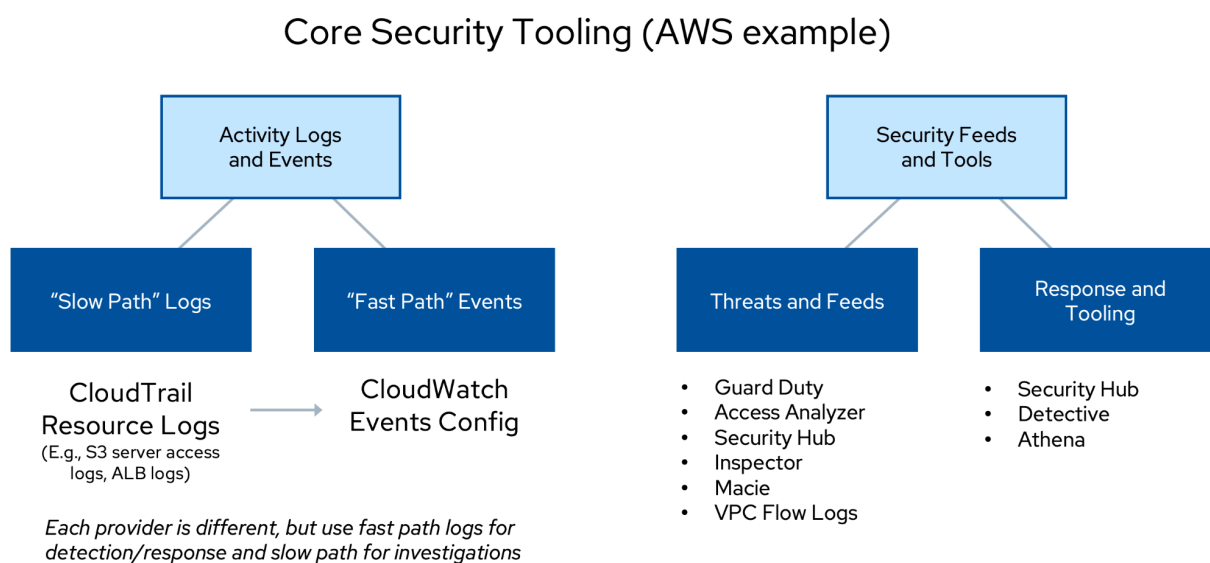 Core Security Tooling (AWS example)
Activity Logs
and Events
“Slow Path” Logs
“Fast Path” Events
CloudTrail
Resource Logs
(E.g., S3 server access
logs, ALB logs)
CloudWatch
Events Config
Each provider is different, but use fast path logs for
detection/response and slow path for investigations
Security Feeds
and Tools
Threats and Feeds
Response and
Tooling
• Guard Duty
• Access Analyzer
• Security Hub
• Inspector
• Macie
• VPC Flow Logs
• Security Hub
• Detective
• Athena